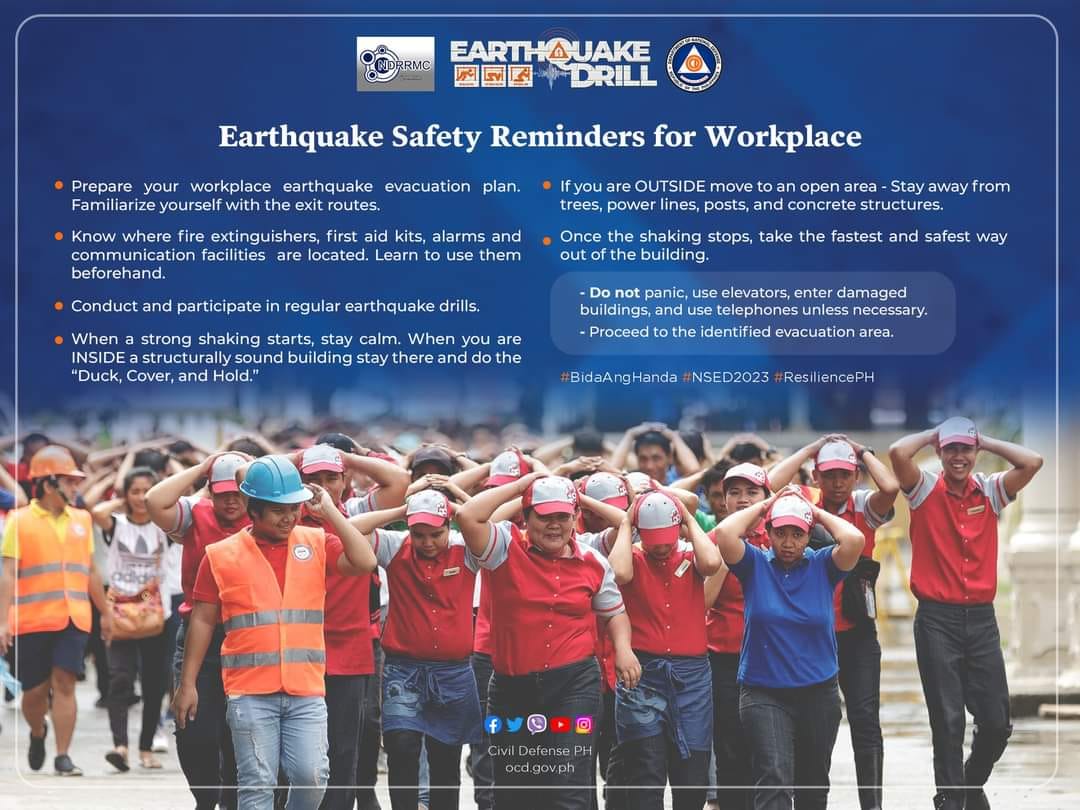 NDRRMC
EARTHQUAKE
DRILL
Earthquake Safety Reminders for Workplace
Prepare your workplace earthquake evacuation plan.
Familiarize yourself with the exit routes.
Know where fire extinguishers, first aid kits, alarms and
communication facilities are located. Learn to use them
beforehand.
Conduct and participate in regular earthquake drills.
When a strong shaking starts, stay calm. When you are
INSIDE a structurally sound building stay there and do the
“Duck, Cover, and Hold.”
If you are OUTSIDE move to an open area - Stay away from
trees, power lines, posts, and concrete structures.
Once the shaking stops, take the fastest and safest way
out of the building.
- Do not panic, use elevators, enter damaged
buildings, and use telephones unless necessary.
- Proceed to the identified evacuation area.
#BidaAngHanda #NSED2023 #ResiliencePH
adidas
Civil Defense PH
ocd.gov.ph